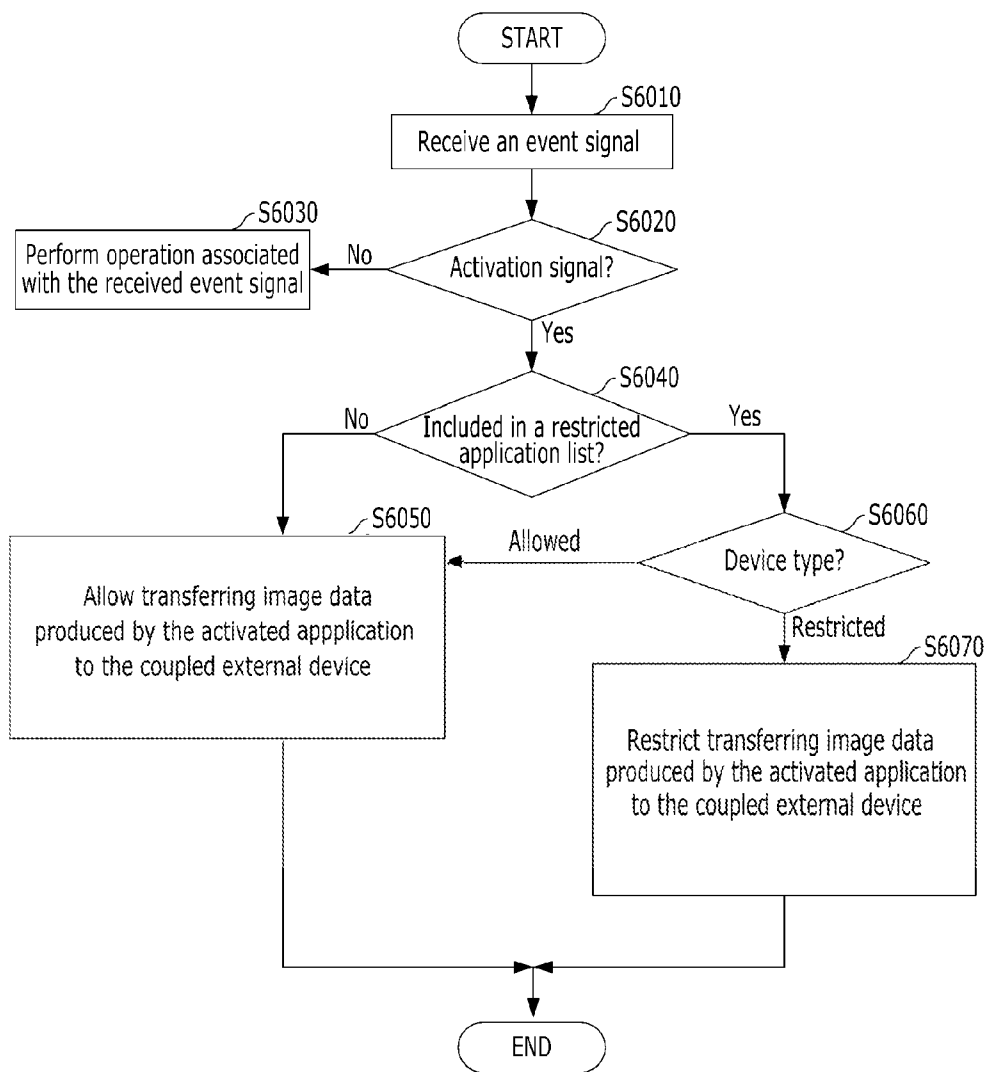 START
S6010
Receive an event signal
S6020
Activation signal?
No
S6030
Perform operation associated
with the received event signal
Yes
S6040
Included in a restricted
application list?
No
Yes
S6050
Allow transferring image data
produced by the activated appplication
to the coupled external device
Allowed
S6060
Device type?
Restricted
S6070
Restrict transferring image data
produced by the activated application
to the coupled external device
END